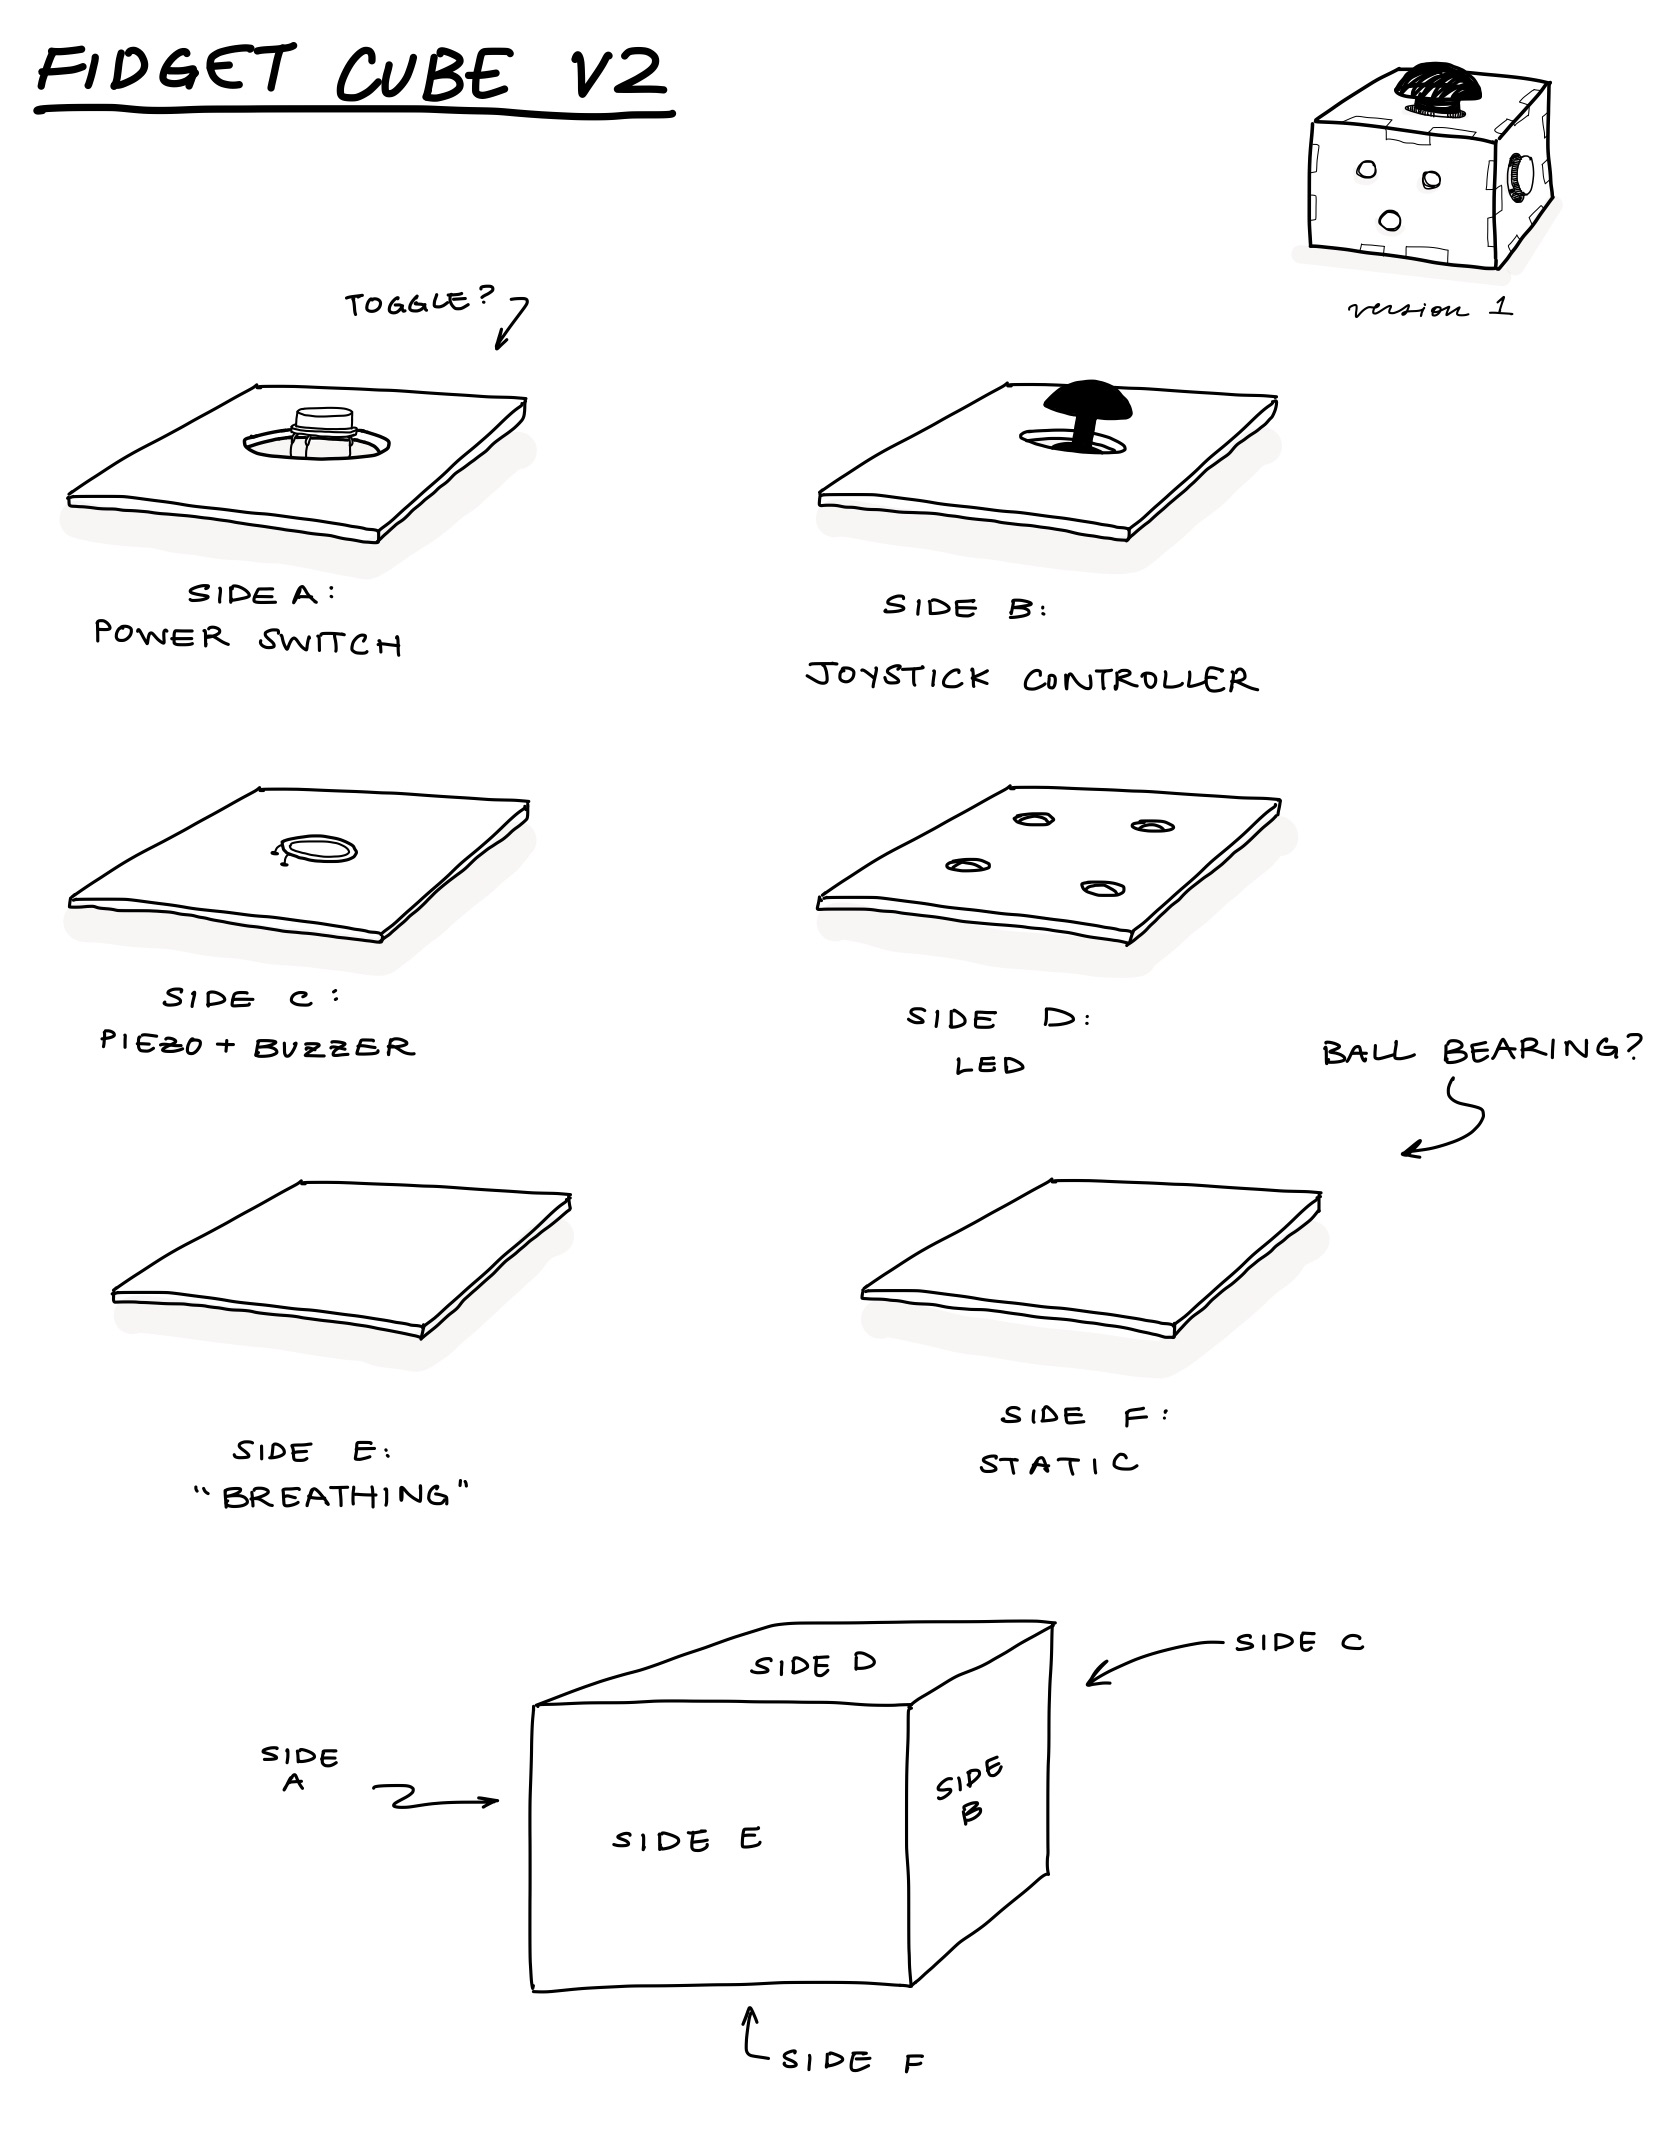 FIDGET CUBE V2
version 1
TOGGLE?
SIDE A:
POWER SWITCH
SIDE B:
JOYSTICK CONTROLLER
SIDE C:
PIEZO + BUZZER
SIDE D:
LED
BALL BEARING?
SIDE E:
"BREATHING"
SIDE F:
STATIC
SIDE D
SIDE C
SIDE
A
SIDE E
SIDE
B
SIDE F